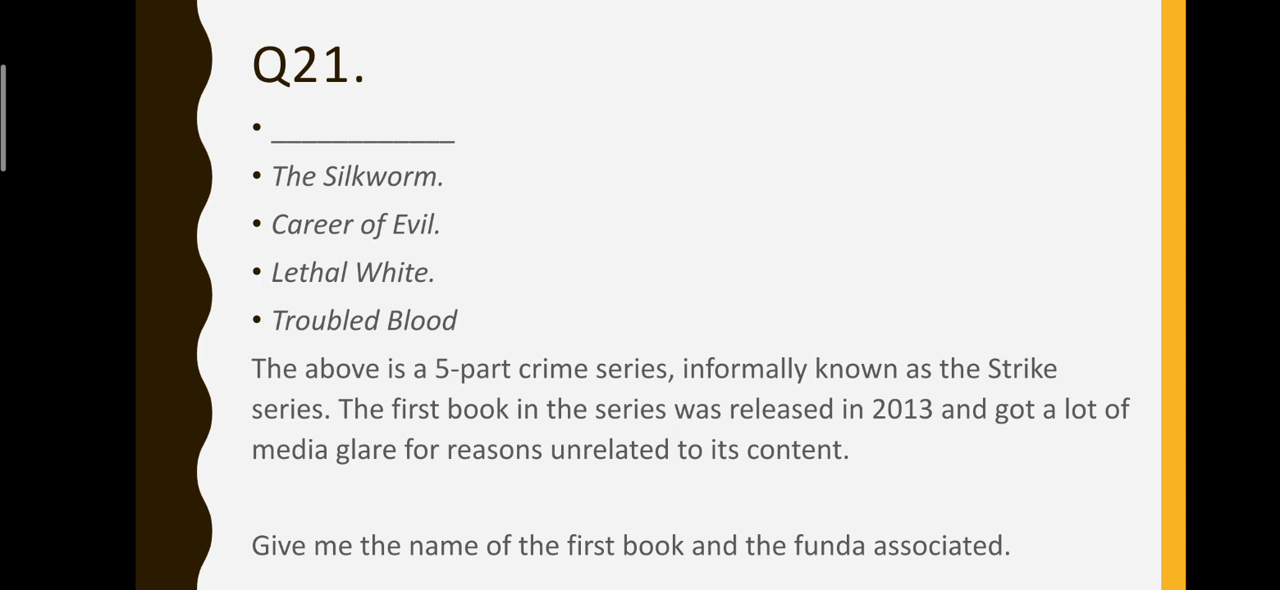 Q21.
• ____________
• The Silkworm.
• Career of Evil.
• Lethal White.
• Troubled Blood
The above is a 5-part crime series, informally known as the Strike
series. The first book in the series was released in 2013 and got a lot of
media glare for reasons unrelated to its content.
Give me the name of the first book and the funda associated.